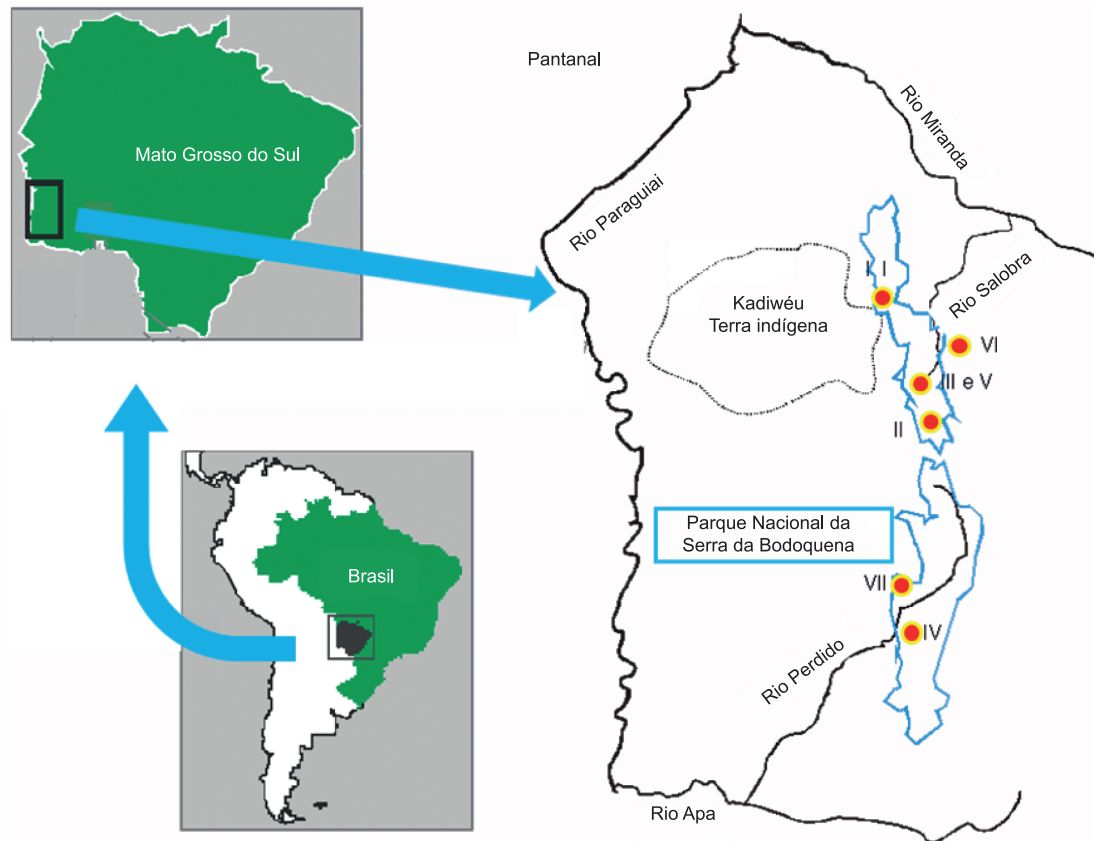 Mato Grosso do Sul
Brasil
Pantanal
Rio Miranda
Rio Paraguiai
Rio Salobra
Kadiwéu
Terra indígena
I I
VI
III e V
II
Parque Nacional da
Serra da Bodoquena
VII
IV
Rio Perdido
Rio Apa